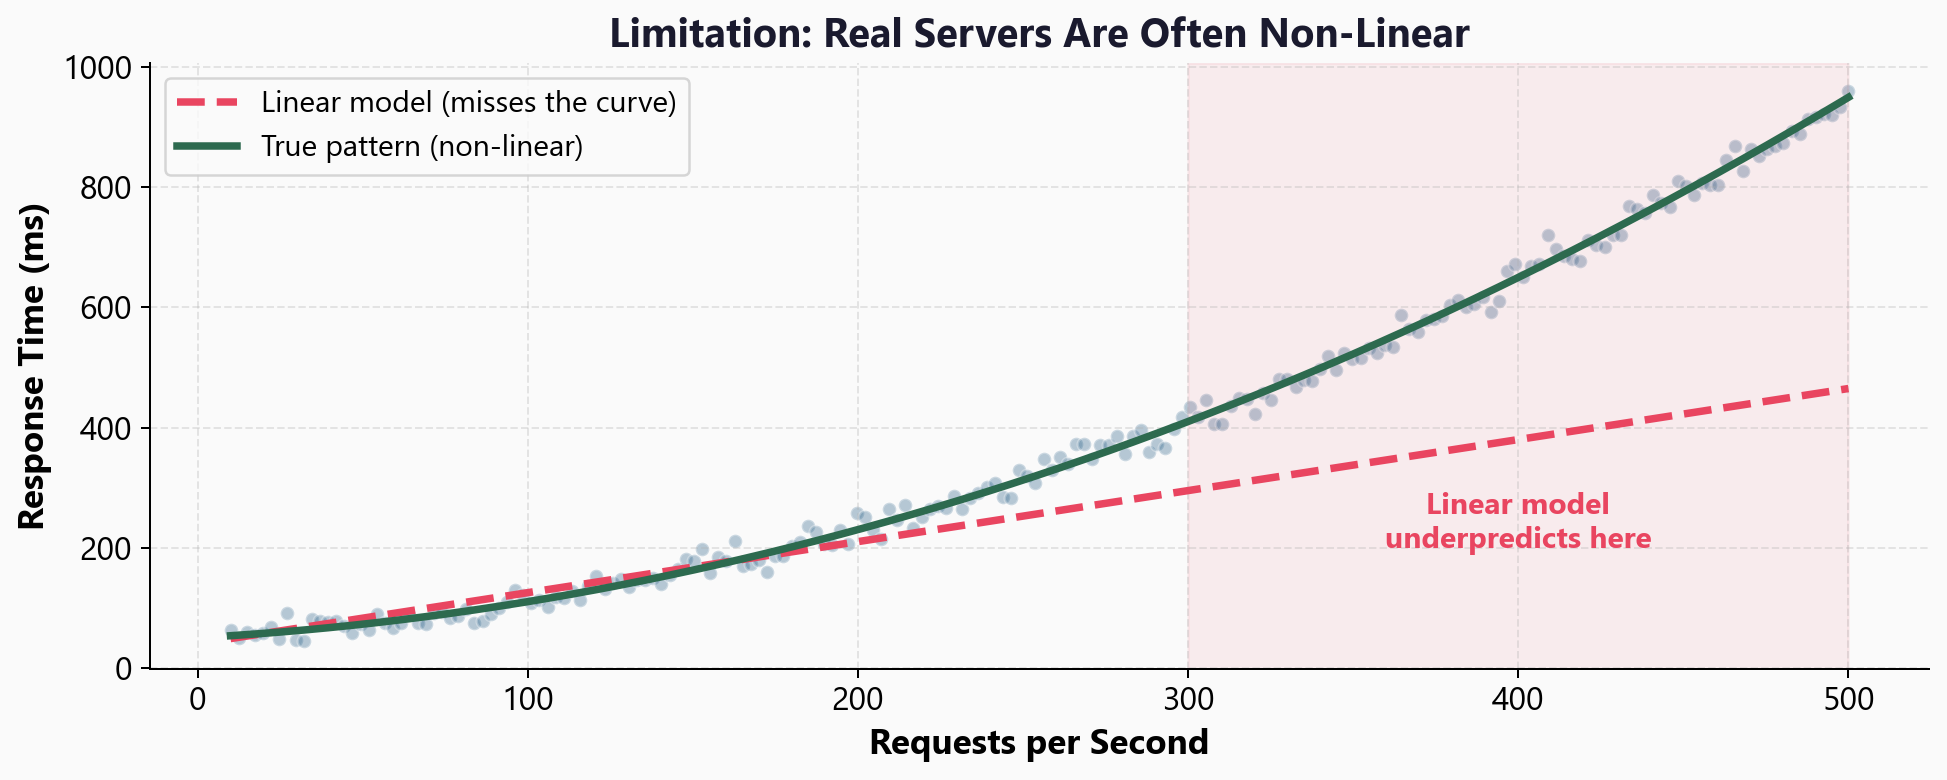 Limitation: Real Servers Are Often Non-Linear
Linear model (misses the curve)
True pattern (non-linear)
Response Time (ms)
1000
800
600
400
200
0
Linear model
underpredicts here
0 100 200 300 400 500
Requests per Second